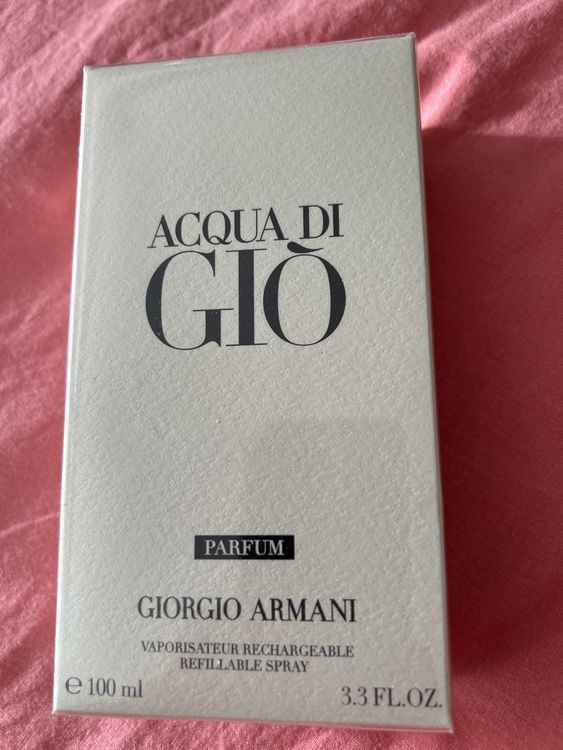 ACQUA DI
GIÒ
PARFUM
GIORGIO ARMANI
VAPORISATEUR RECHARGEABLE
REFILLABLE SPRAY
℮ 100 ml
3.3 FL.OZ.